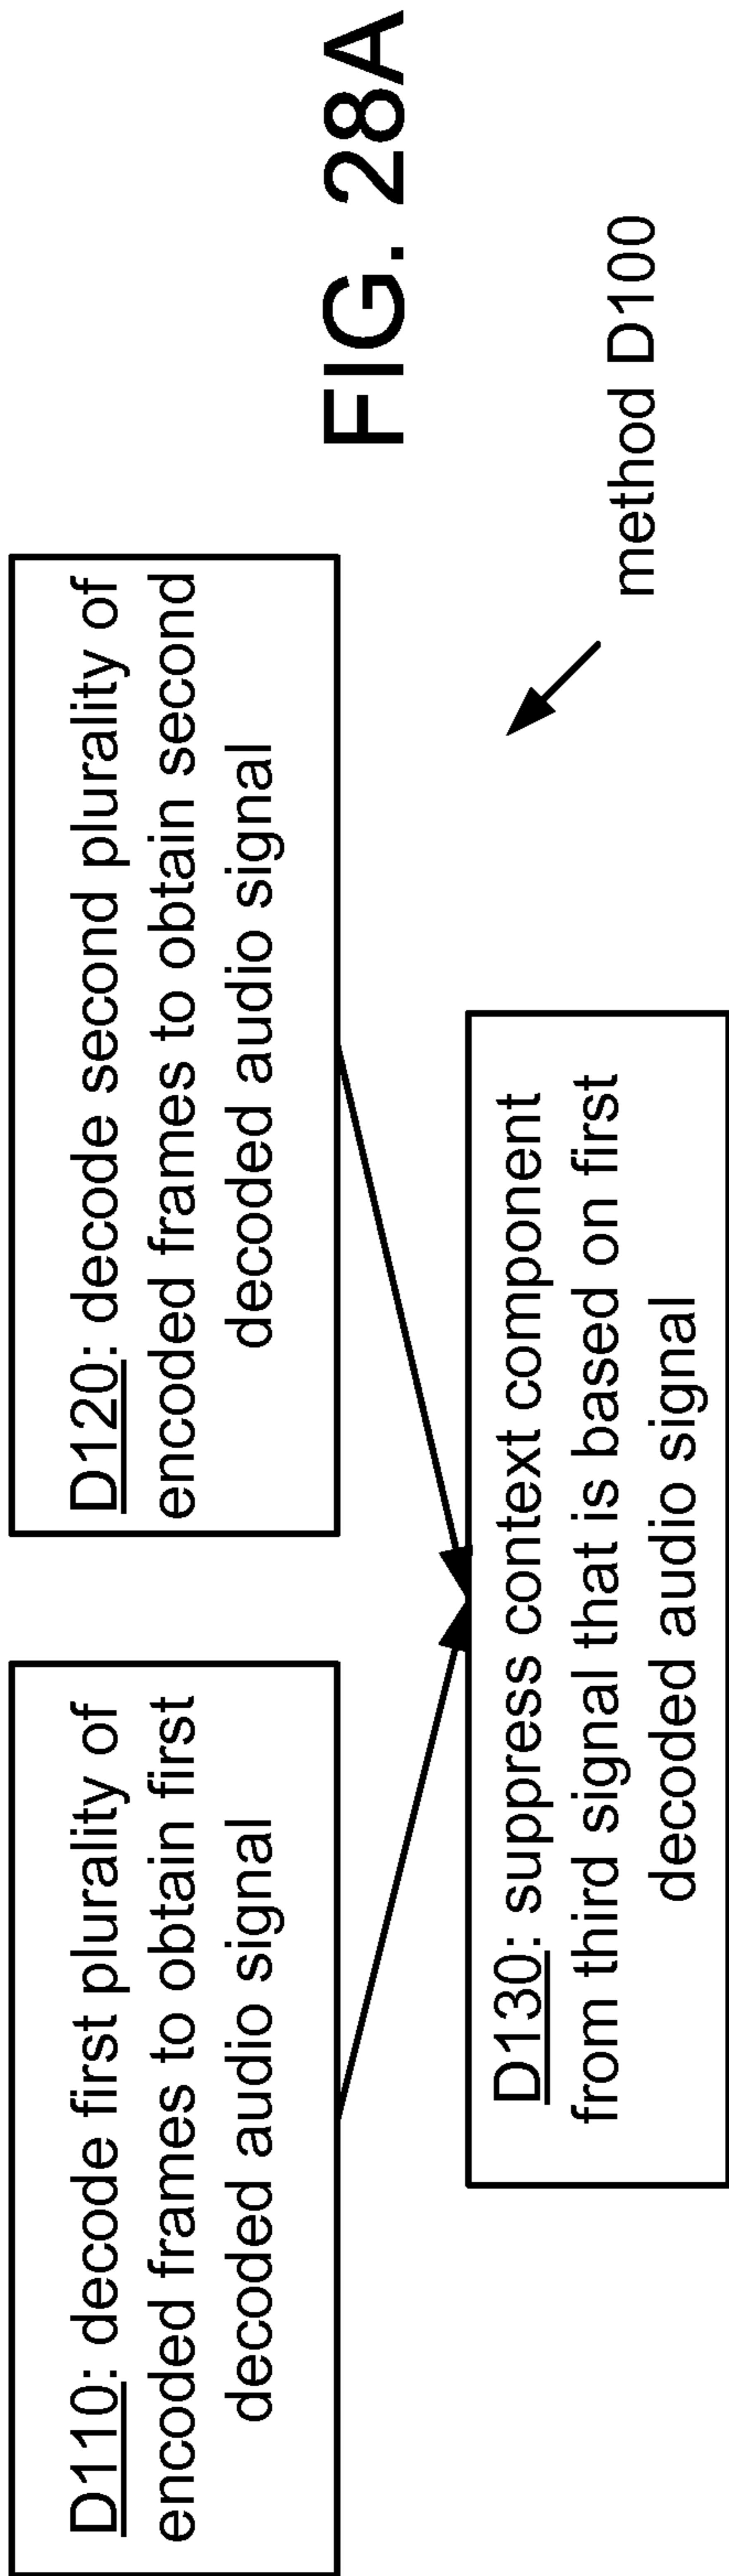 D110: decode first plurality of
encoded frames to obtain first
decoded audio signal
D120: decode second plurality of
encoded frames to obtain second
decoded audio signal
D130: suppress context component
from third signal that is based on first
decoded audio signal
FIG. 28A
method D100